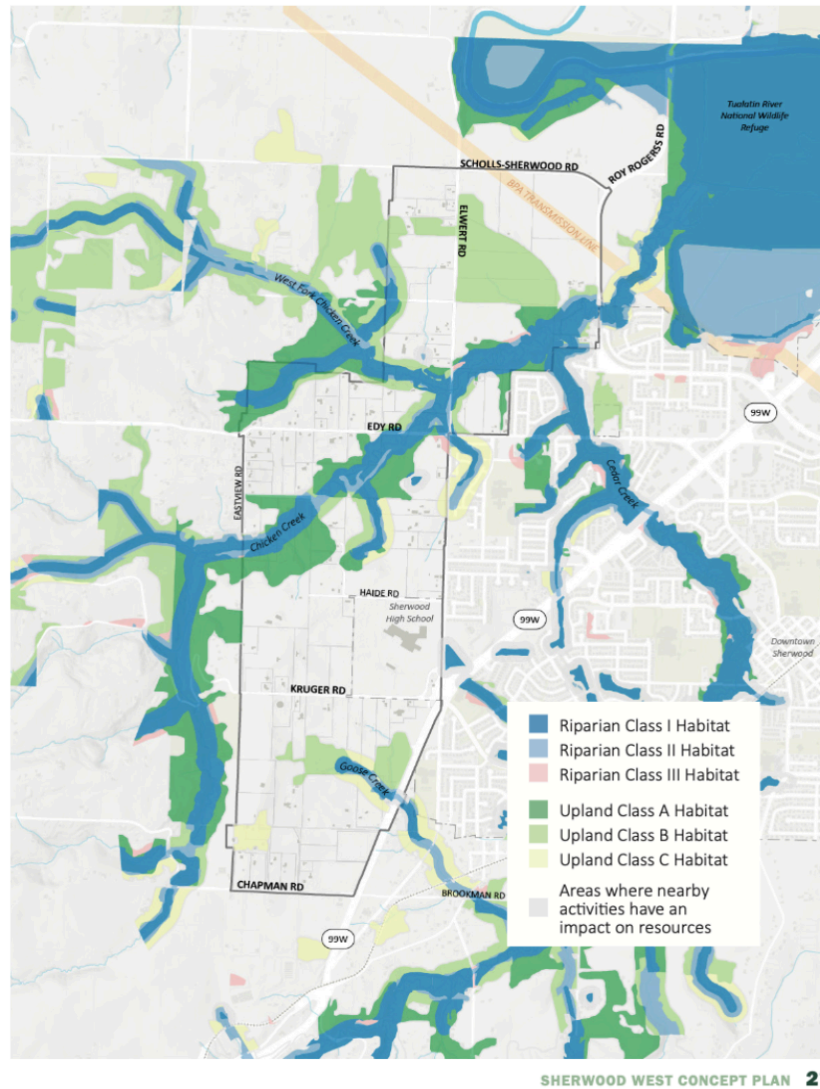 Tualatin River
National Wildlife
Refuge
SCHOLLS-SHERWOOD RD
ROY ROGERSS RD
BPA TRANSMISSION LINE
ELWERT RD
West Fork Chicken Creek
99W
EDY RD
EASTVIEW RD
Cedar Creek
Chicken Creek
HAIDE RD
Sherwood
High School
99W
Downtown
Sherwood
KRUGER RD
Goose Creek
CHAPMAN RD
BROOKMAN RD
99W
Riparian Class I Habitat
Riparian Class II Habitat
Riparian Class III Habitat
Upland Class A Habitat
Upland Class B Habitat
Upland Class C Habitat
Areas where nearby
activities have an
impact on resources
SHERWOOD WEST CONCEPT PLAN 2